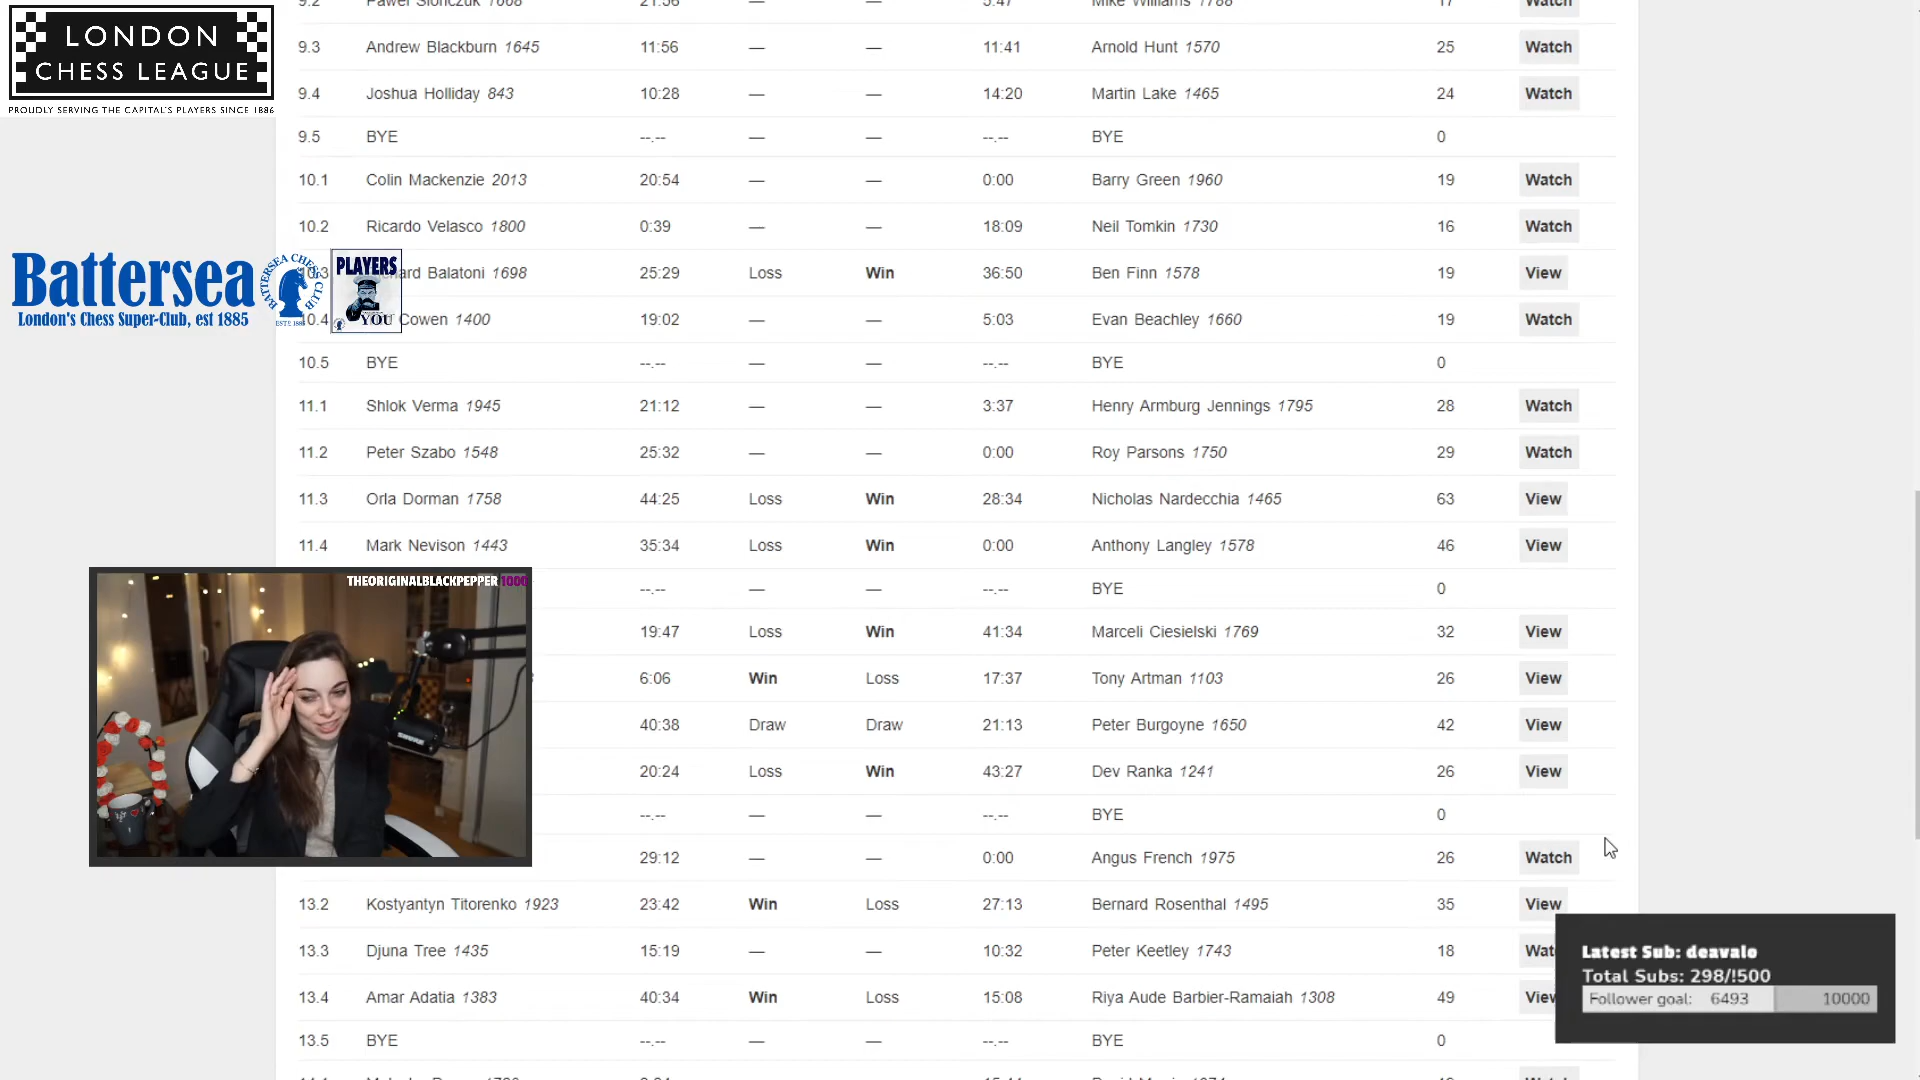 LONDON
CHESS LEAGUE
PROUDLY SERVING THE CAPITAL'S PLAYERS SINCE 1886
9.3 Andrew Blackburn 1645 11:56 — — 11:41 Arnold Hunt 1570 25 Watch
9.4 Joshua Holliday 843 10:28 — — 14:20 Martin Lake 1465 24 Watch
9.5 BYE --.-- — — --.-- BYE 0
10.1 Colin Mackenzie 2013 20:54 — — 0:00 Barry Green 1960 19 Watch
10.2 Ricardo Velasco 1800 0:39 — — 18:09 Neil Tomkin 1730 16 Watch
Battersea
London's Chess Super-Club, est 1885
BATTERSEA CHESS CLUB
PLAYERS
YOU
Balatoni 1698 25:29 Loss Win 36:50 Ben Finn 1578 19 View
Cowen 1400 19:02 — — 5:03 Evan Beachley 1660 19 Watch
10.5 BYE --.-- — — --.-- BYE 0
11.1 Shlok Verma 1945 21:12 — — 3:37 Henry Armburg Jennings 1795 28 Watch
11.2 Peter Szabo 1548 25:32 — — 0:00 Roy Parsons 1750 29 Watch
11.3 Orla Dorman 1758 44:25 Loss Win 28:34 Nicholas Nardecchia 1465 63 View
11.4 Mark Nevison 1443 35:34 Loss Win 0:00 Anthony Langley 1578 46 View
THEORIGINALBLACKPEPPER 1000
--.-- — — --.-- BYE 0
19:47 Loss Win 41:34 Marceli Ciesielski 1769 32 View
6:06 Win Loss 17:37 Tony Artman 1103 26 View
40:38 Draw Draw 21:13 Peter Burgoyne 1650 42 View
20:24 Loss Win 43:27 Dev Ranka 1241 26 View
--.-- — — --.-- BYE 0
29:12 — — 0:00 Angus French 1975 26 Watch
13.2 Kostyantyn Titorenko 1923 23:42 Win Loss 27:13 Bernard Rosenthal 1495 35 View
13.3 Djuna Tree 1435 15:19 — — 10:32 Peter Keetley 1743 18
13.4 Amar Adatia 1383 40:34 Win Loss 15:08 Riya Aude Barbier-Ramaiah 1308 49 View
13.5 BYE --.-- — — --.-- BYE 0
Latest Sub: deavalo
Total Subs: 298/!500
Follower goal: 6493 10000